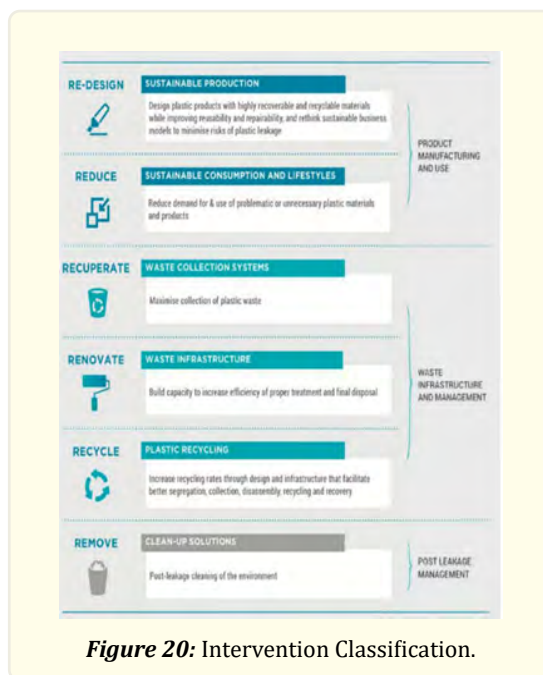 RE-DESIGN
SUSTAINABLE PRODUCTION
Design plastic products with highly recoverable and recyclable materials
while improving reusability and repairability, and rethink sustainable business
models to minimise risks of plastic leakage
REDUCE
SUSTAINABLE CONSUMPTION AND LIFESTYLES
Reduce demand for & use of problematic or unnecessary plastic materials
and products
PRODUCT
MANUFACTURING
AND USE
RECUPERATE
WASTE COLLECTION SYSTEMS
Maximise collection of plastic waste
RENOVATE
WASTE INFRASTRUCTURE
Build capacity to increase efficiency of proper treatment and final disposal
RECYCLE
PLASTIC RECYCLING
Increase recycling rates through design and infrastructure that facilitate
better segregation, collection, disassembly, recycling and recovery
WASTE
INFRASTRUCTURE
AND MANAGEMENT
REMOVE
CLEAN-UP SOLUTIONS
Post-leakage cleaning of the environment
POST LEAKAGE
MANAGEMENT
Figure 20: Intervention Classification.